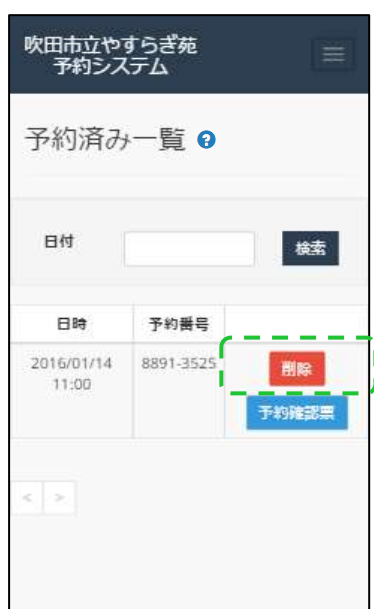 吹田市立やすらぎ苑
予約システム
予約済み一覧 ?
日付
検索
日時 予約番号
2016/01/14 8891-3525 削除
11:00
予約確認票
< >